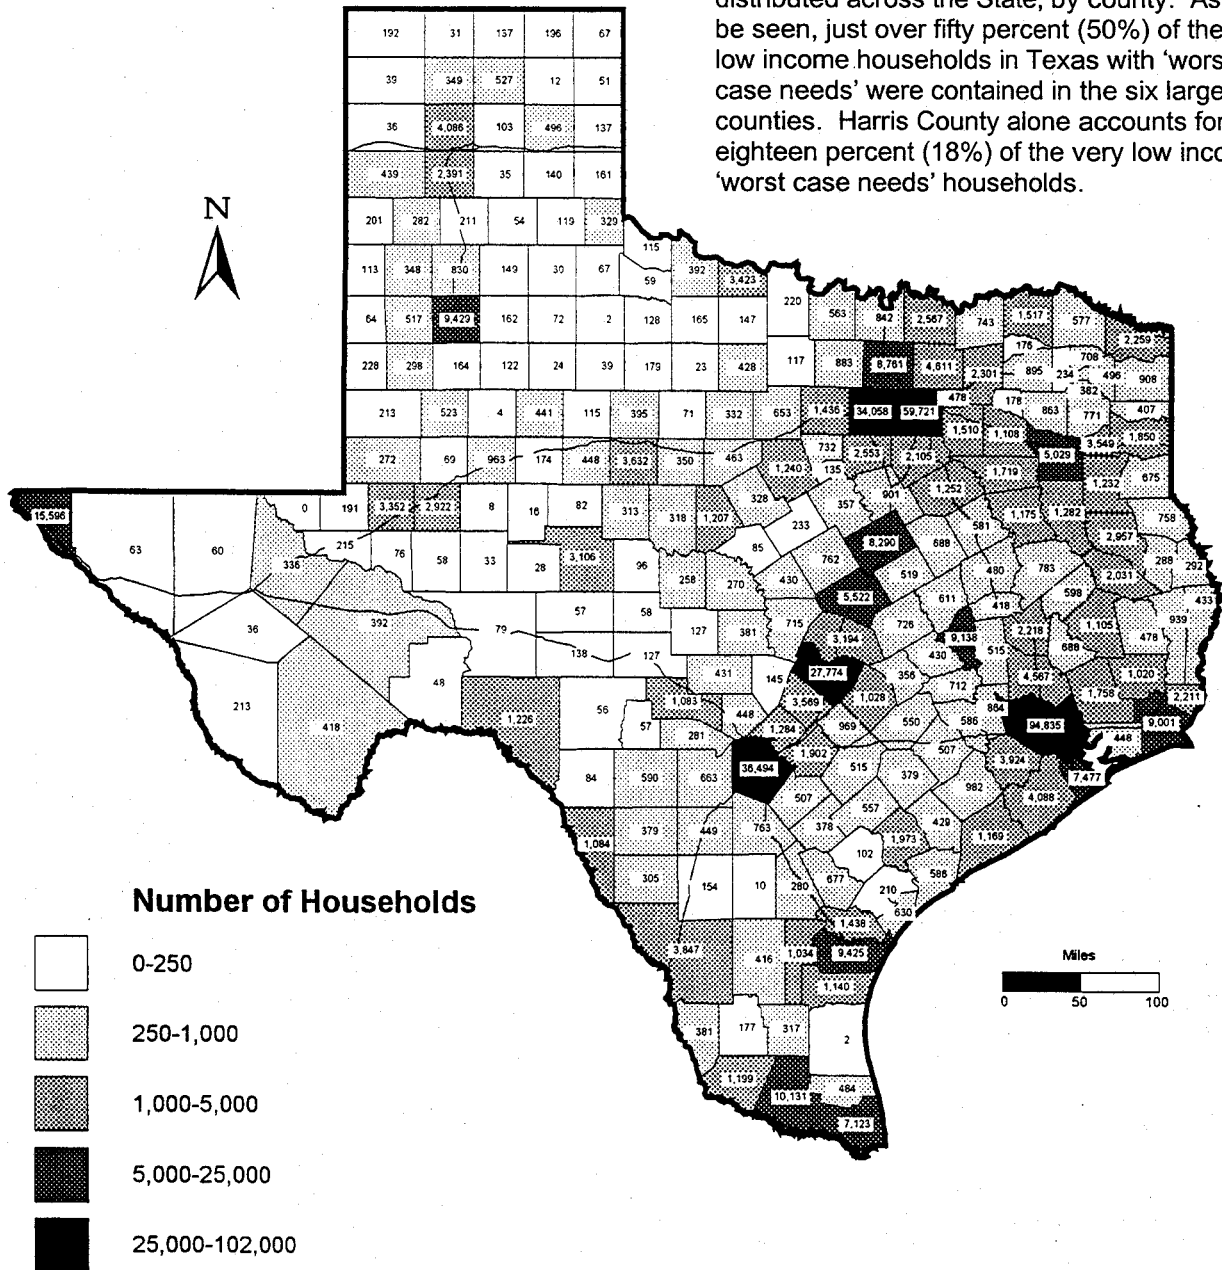 distributed across the State, by county. As
be seen, just over fifty percent (50%) of the
low income households in Texas with 'wors
case needs' were contained in the six large
counties. Harris County alone accounts for
eighteen percent (18%) of the very low inco
'worst case needs' households.
192 31 137 196 67
39 349 527 12 51
36 4,086 103 496 137
439 2,391 35 140 161
N
201 282 211 54 119 329
115
113 348 830 149 30 67 59 392 3,423
64 517 9,429 162 72 2 128 165 147 220 563 842 2,567 743 1,517 577 2,259
228 298 164 122 24 39 179 23 428 117 883 8,761 4,611 2,301 176 895 234 708 496 908
213 523 4 441 115 395 71 332 653 1,436 34,058 59,721 478 178 863 382 771 407
1,510 1,108 5,029 3,549 1,850
272 69 963 174 448 3,632 350 463 1,240 732 135 2,553 2,105 1,719 1,232 675
15,596 63 60 336 0 191 3,352 2,922 8 16 82 313 318 1,207 328 357 901 1,252 1,175 1,282
233 581 2,957 758
215 76 58 33 28 3,106 96 85 762 8,290 688 288 292
258 270 430 519 480 783 2,031
5,522 611 418 598 433
36 392 79 57 58 127 381 715 726 9,138 2,218 1,105 939
138 127 3,194 430 515 688 478
213 418 48 431 145 27,774 356 712 4,567 1,020
1,226 56 57 1,083 448 3,569 1,028 864 1,758 2,211
281 1,284 969 550 586 94,835 448 9,001
84 590 663 36,494 1,902 515 379 507 3,924 7,477
507 557 982 4,088
1,084 379 449 763 378 1,973 429 1,169
305 154 10 280 677 102 210 586
630
3,847 416 1,034 1,438 9,425
1,140
381 177 317 2
1,199 10,131 484
7,123
Number of Households
0-250
250-1,000
1,000-5,000
5,000-25,000
25,000-102,000
Miles
0 50 100